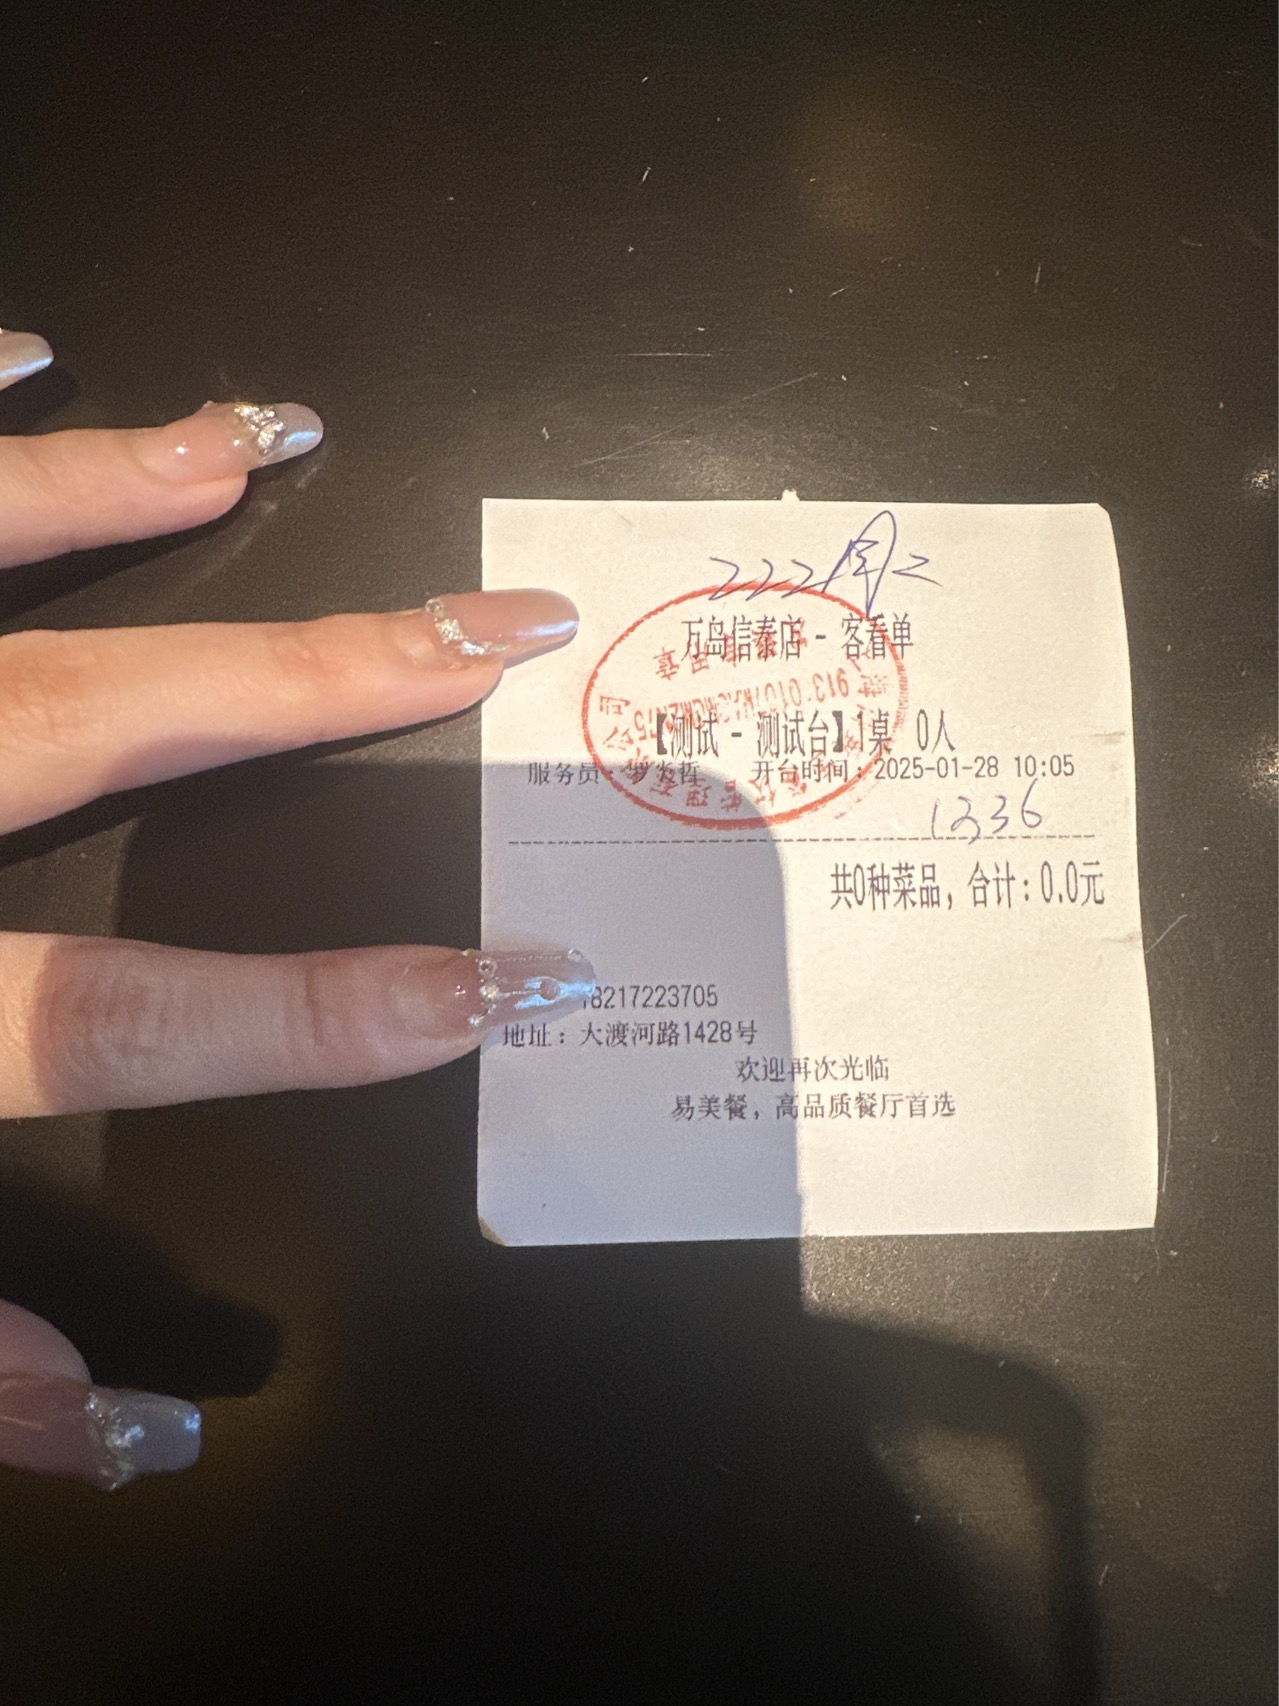 222周二
万岛信泰店 - 客看单
【测试 - 测试台】1桌 0人
服务员: 开台时间: 2025-01-28 10:05
1336
共0种菜品, 合计: 0.0元
8217223705
地址: 大渡河路1428号
欢迎再次光临
易美餐, 高品质餐厅首选